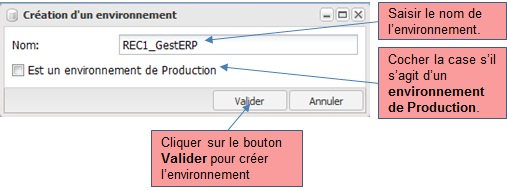 Création d'un environnement
Nom:
REC1_GestERP
Est un environnement de Production
Valider
Annuler
Saisir le nom de
l'environnement.
Cocher la case s'il
s'agit d'un
environnement
de Production.
Cliquer sur le bouton
Valider pour créer
l'environnement